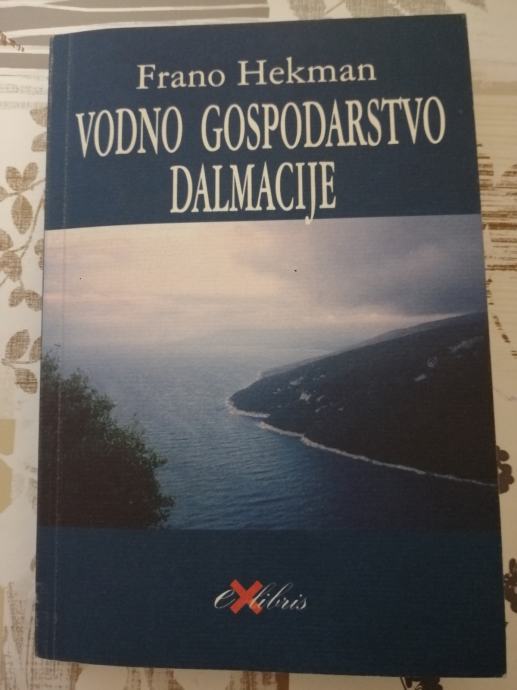 Frano Hekman
VODNO GOSPODARSTVO
DALMACIJE
exlibris